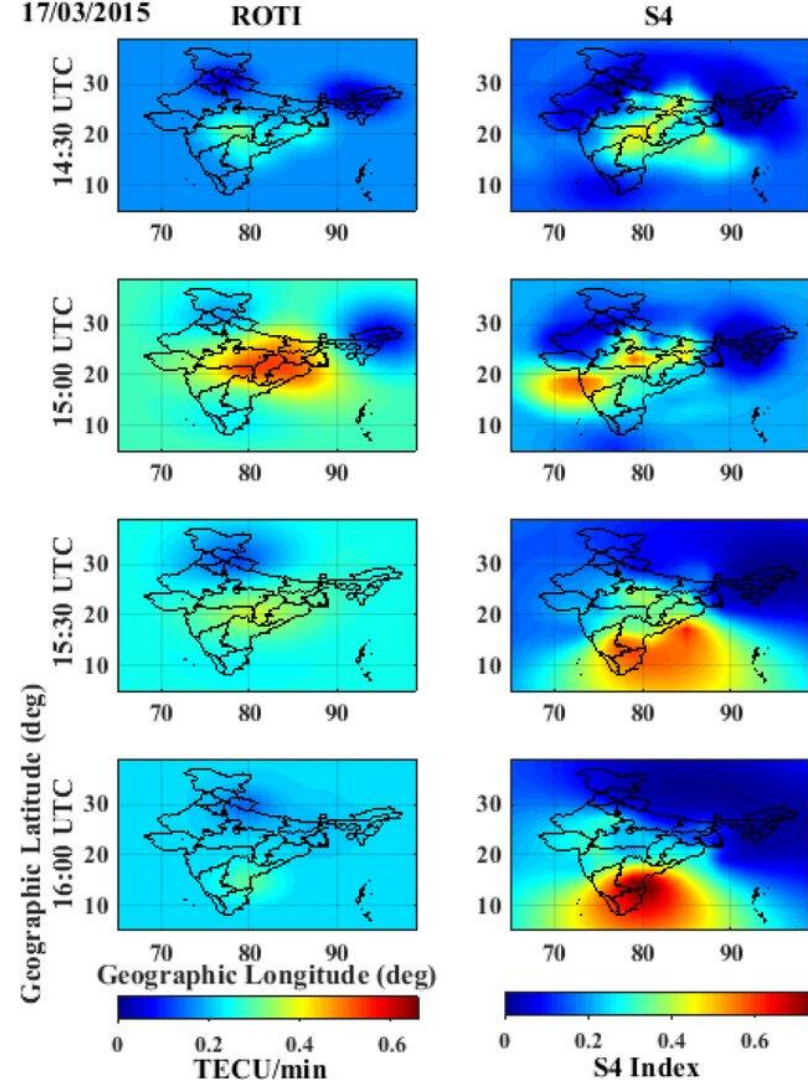 17/03/2015 ROTI S4
14:30 UTC
30 30
20 20
10 10
70 80 90 70 80 90
15:00 UTC
30 30
20 20
10 10
70 80 90 70 80 90
15:30 UTC
30 30
20 20
10 10
70 80 90 70 80 90
Geographic Latitude (deg)
16:00 UTC
30 30
20 20
10 10
70 80 90 70 80 90
Geographic Longitude (deg)
0 0.2 0.4 0.6 0 0.2 0.4 0.6
TECU/min S4 Index